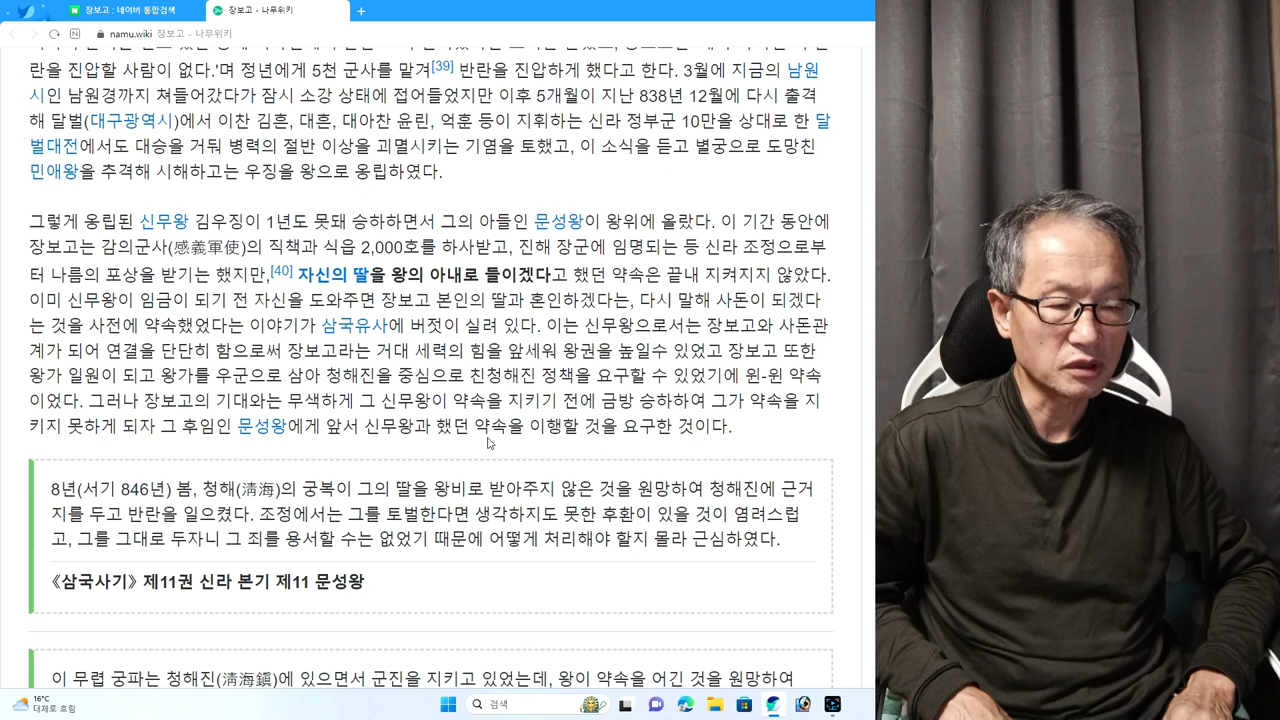 장보고 : 네이버 통합검색
장보고 - 나무위키
namu.wiki 장보고 - 나무위키
란을 진압할 사람이 없다.'며 정년에게 5천 군사를 맡겨[39] 반란을 진압하게 했다고 한다. 3월에 지금의 남원
시인 남원경까지 쳐들어갔다가 잠시 소강 상태에 접어들었지만 이후 5개월이 지난 838년 12월에 다시 출격
해 달벌(대구광역시)에서 이찬 김흔, 대흔, 대아찬 윤린, 억훈 등이 지휘하는 신라 정부군 10만을 상대로 한 달
벌대전에서도 대승을 거둬 병력의 절반 이상을 괴멸시키는 기염을 토했고, 이 소식을 듣고 별궁으로 도망친
민애왕을 추격해 시해하고는 우징을 왕으로 옹립하였다.
그렇게 옹립된 신무왕 김우징이 1년도 못돼 승하하면서 그의 아들인 문성왕이 왕위에 올랐다. 이 기간 동안에
장보고는 감의군사(感義軍使)의 직책과 식읍 2,000호를 하사받고, 진해 장군에 임명되는 등 신라 조정으로부
터 나름의 포상을 받기는 했지만,[40] 자신의 딸을 왕의 아내로 들이겠다고 했던 약속은 끝내 지켜지지 않았다.
이미 신무왕이 임금이 되기 전 자신을 도와주면 장보고 본인의 딸과 혼인하겠다는, 다시 말해 사돈이 되겠다
는 것을 사전에 약속했었다는 이야기가 삼국유사에 버젓이 실려 있다. 이는 신무왕으로서는 장보고와 사돈관
계가 되어 연결을 단단히 함으로써 장보고라는 거대 세력의 힘을 앞세워 왕권을 높일수 있었고 장보고 또한
왕가 일원이 되고 왕가를 우군으로 삼아 청해진을 중심으로 친청해진 정책을 요구할 수 있었기에 윈-윈 약속
이었다. 그러나 장보고의 기대와는 무색하게 그 신무왕이 약속을 지키기 전에 금방 승하하여 그가 약속을 지
키지 못하게 되자 그 후임인 문성왕에게 앞서 신무왕과 했던 약속을 이행할 것을 요구한 것이다.
8년(서기 846년) 봄, 청해(淸海)의 궁복이 그의 딸을 왕비로 받아주지 않은 것을 원망하여 청해진에 근거
지를 두고 반란을 일으켰다. 조정에서는 그를 토벌한다면 생각하지도 못한 후환이 있을 것이 염려스럽
고, 그를 그대로 두자니 그 죄를 용서할 수는 없었기 때문에 어떻게 처리해야 할지 몰라 근심하였다.
《삼국사기》 제11권 신라 본기 제11 문성왕
이 무렵 궁파는 청해진(淸海鎭)에 있으면서 군진을 지키고 있었는데, 왕이 약속을 어긴 것을 원망하여
16°C
대체로 흐림
검색